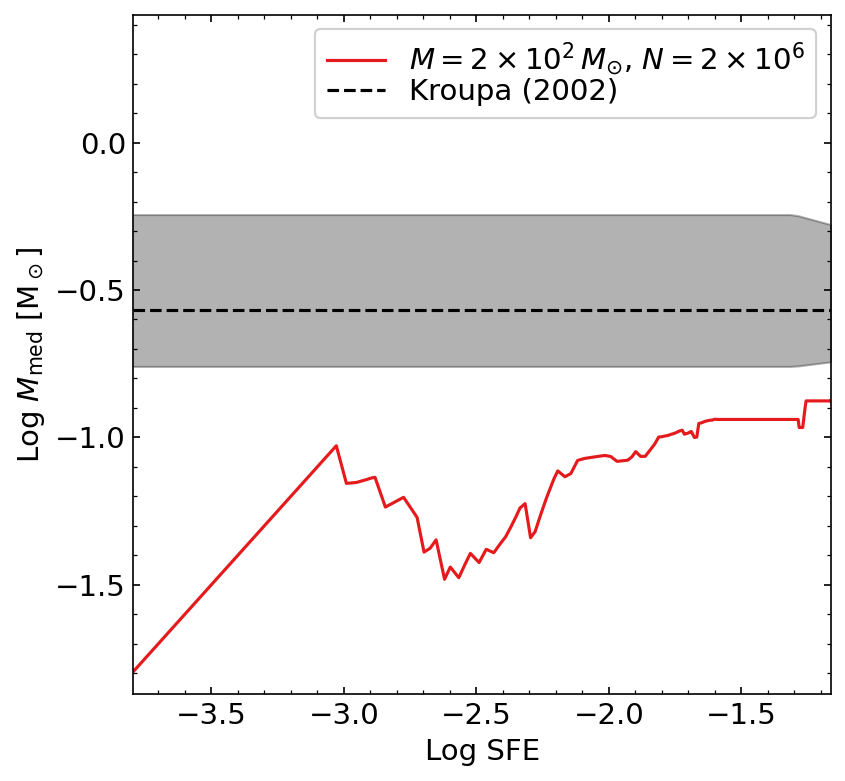 M = 2 × 10² M⊙, N = 2 × 10⁶
Kroupa (2002)
0.0
−0.5
−1.0
−1.5
Log M_med [M⊙]
−3.5 −3.0 −2.5 −2.0 −1.5
Log SFE